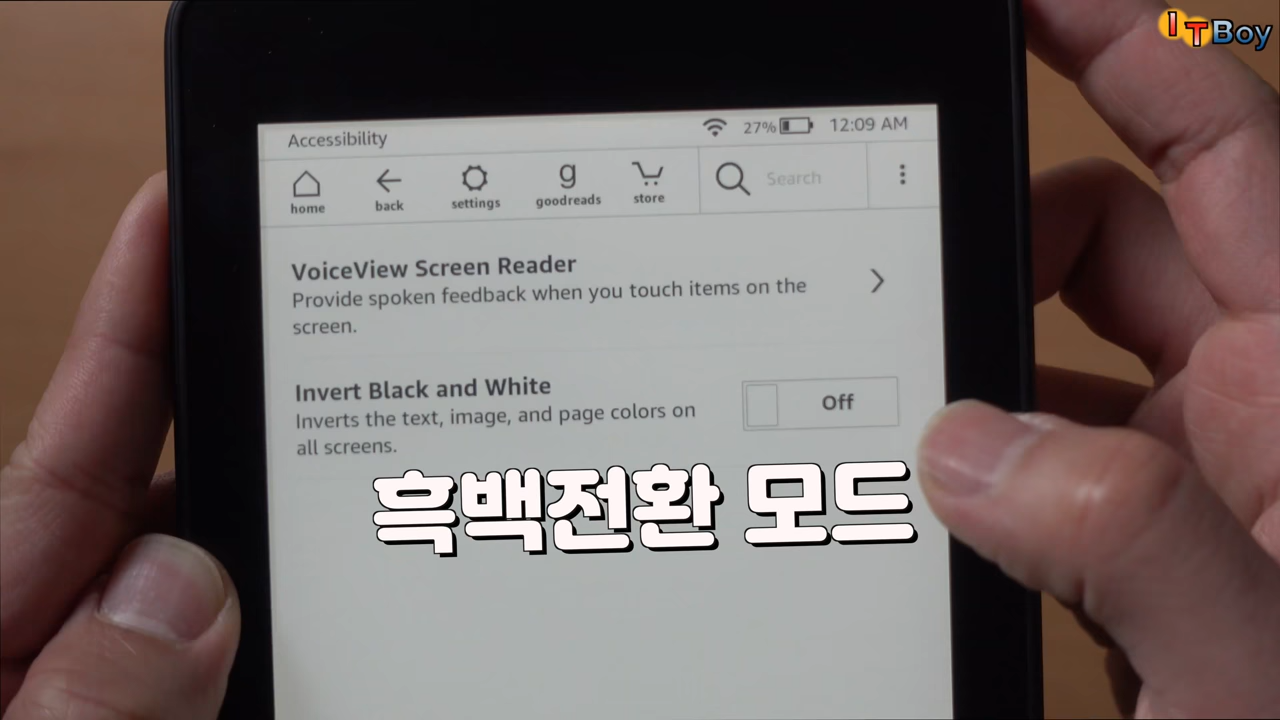 ITBoy
Accessibility
27%
12:09 AM
home
back
settings
g
goodreads
store
Search
VoiceView Screen Reader
Provide spoken feedback when you touch items on the
screen.
Invert Black and White
Inverts the text, image, and page colors on
all screens.
Off
흑백전환 모드